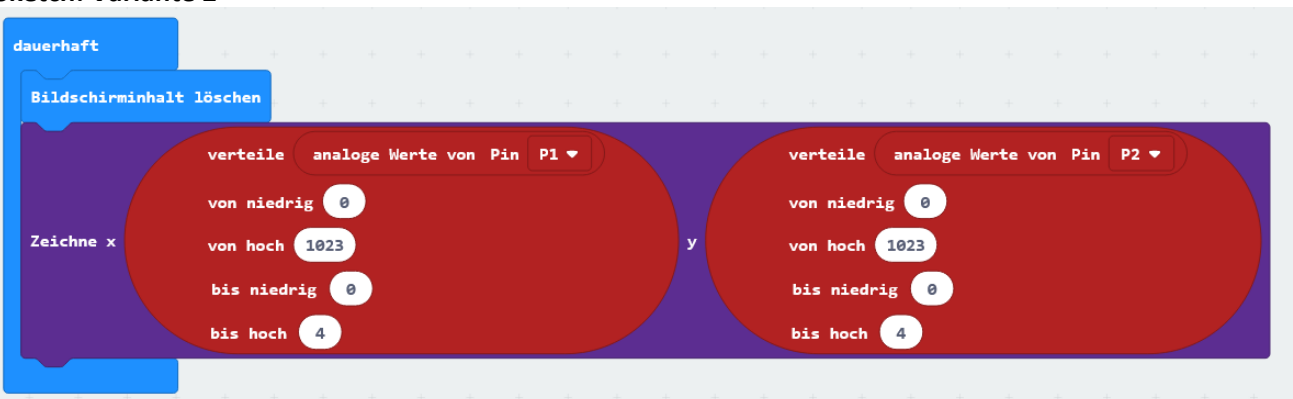 dauerhaft
Bildschirminhalt löschen
verteile analoge Werte von Pin P1 verteile analoge Werte von Pin P2
von niedrig 0 von niedrig 0
Zeichne x von hoch 1023 y von hoch 1023
bis niedrig 0 bis niedrig 0
bis hoch 4 bis hoch 4